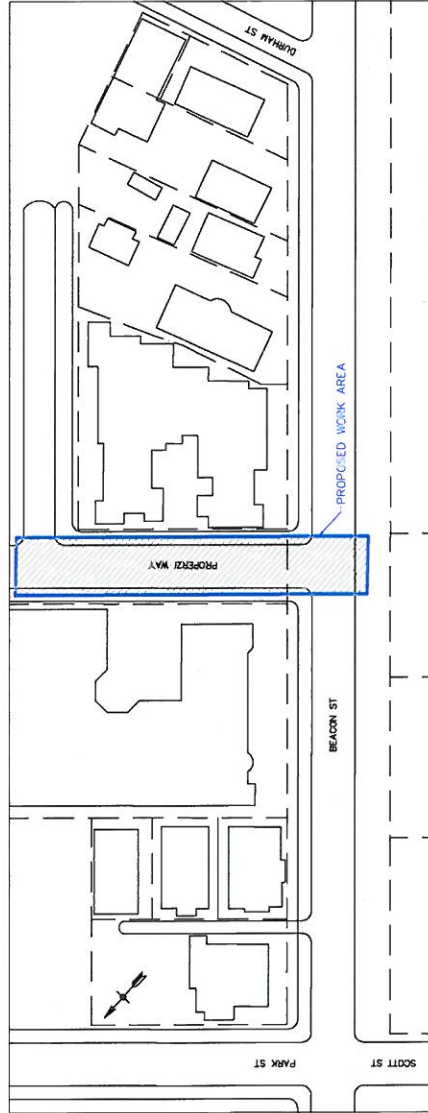 DURHAM ST
PROPOSED WORK AREA
PROPERZI WAY
BEACON ST
PARK ST
SCOTT ST